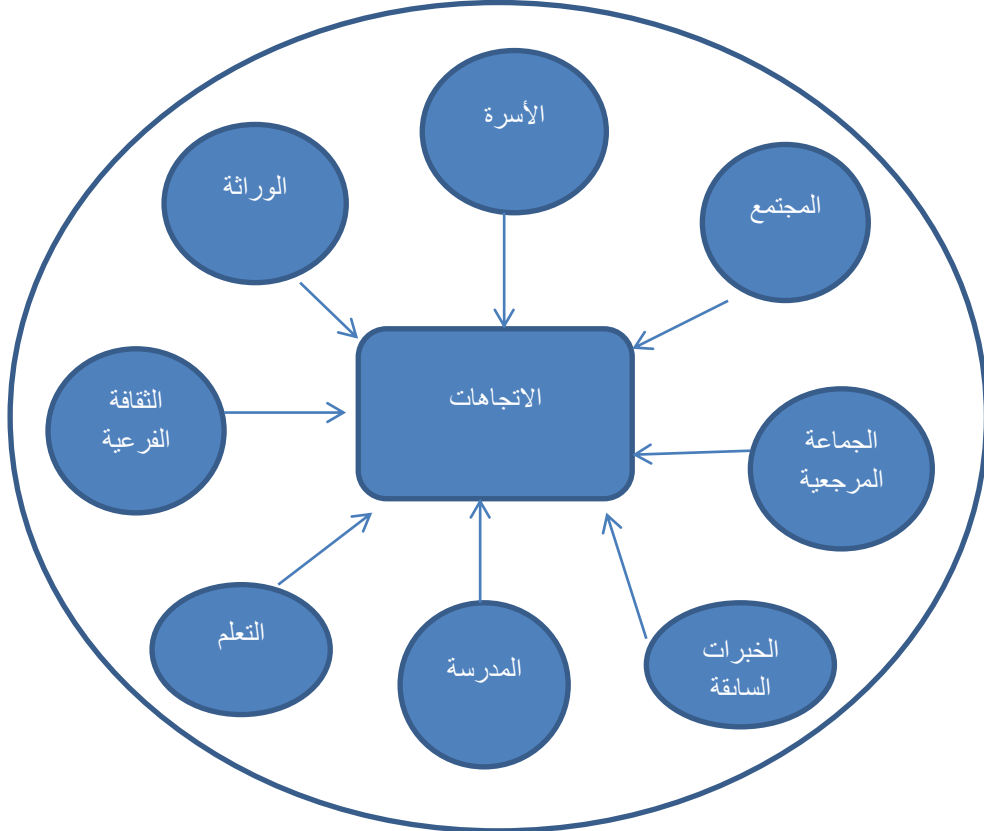 الأسرة
الوراثة
المجتمع
الاتجاهات
الثقافة
الفرعية
الجماعة
المرجعية
التعلم
المدرسة
الخبرات
السابقة